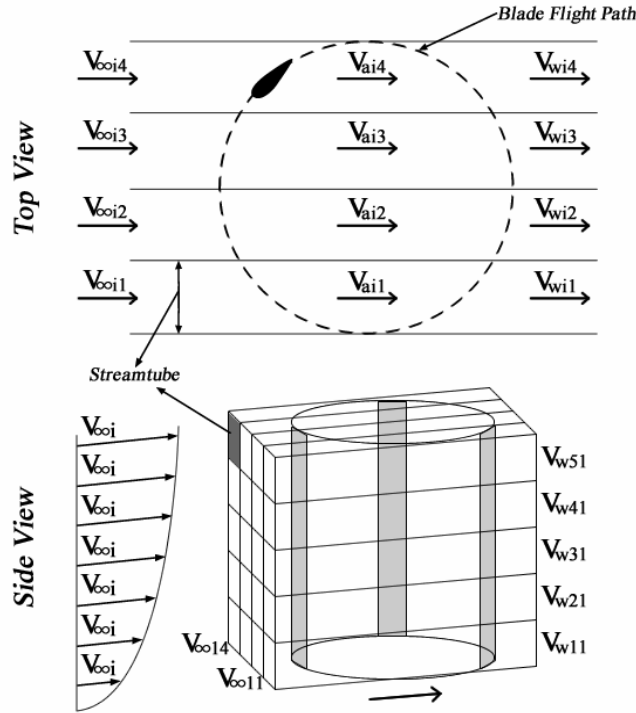 Blade Flight Path
Top View
V∞i4 Vai4 Vwi4
V∞i3 Vai3 Vwi3
V∞i2 Vai2 Vwi2
V∞i1 Vai1 Vwi1
Streamtube
Side View
V∞i
V∞i
V∞i
V∞i
V∞i
V∞i
V∞i
Vw51
Vw41
Vw31
Vw21
Vw11
V∞14
V∞11